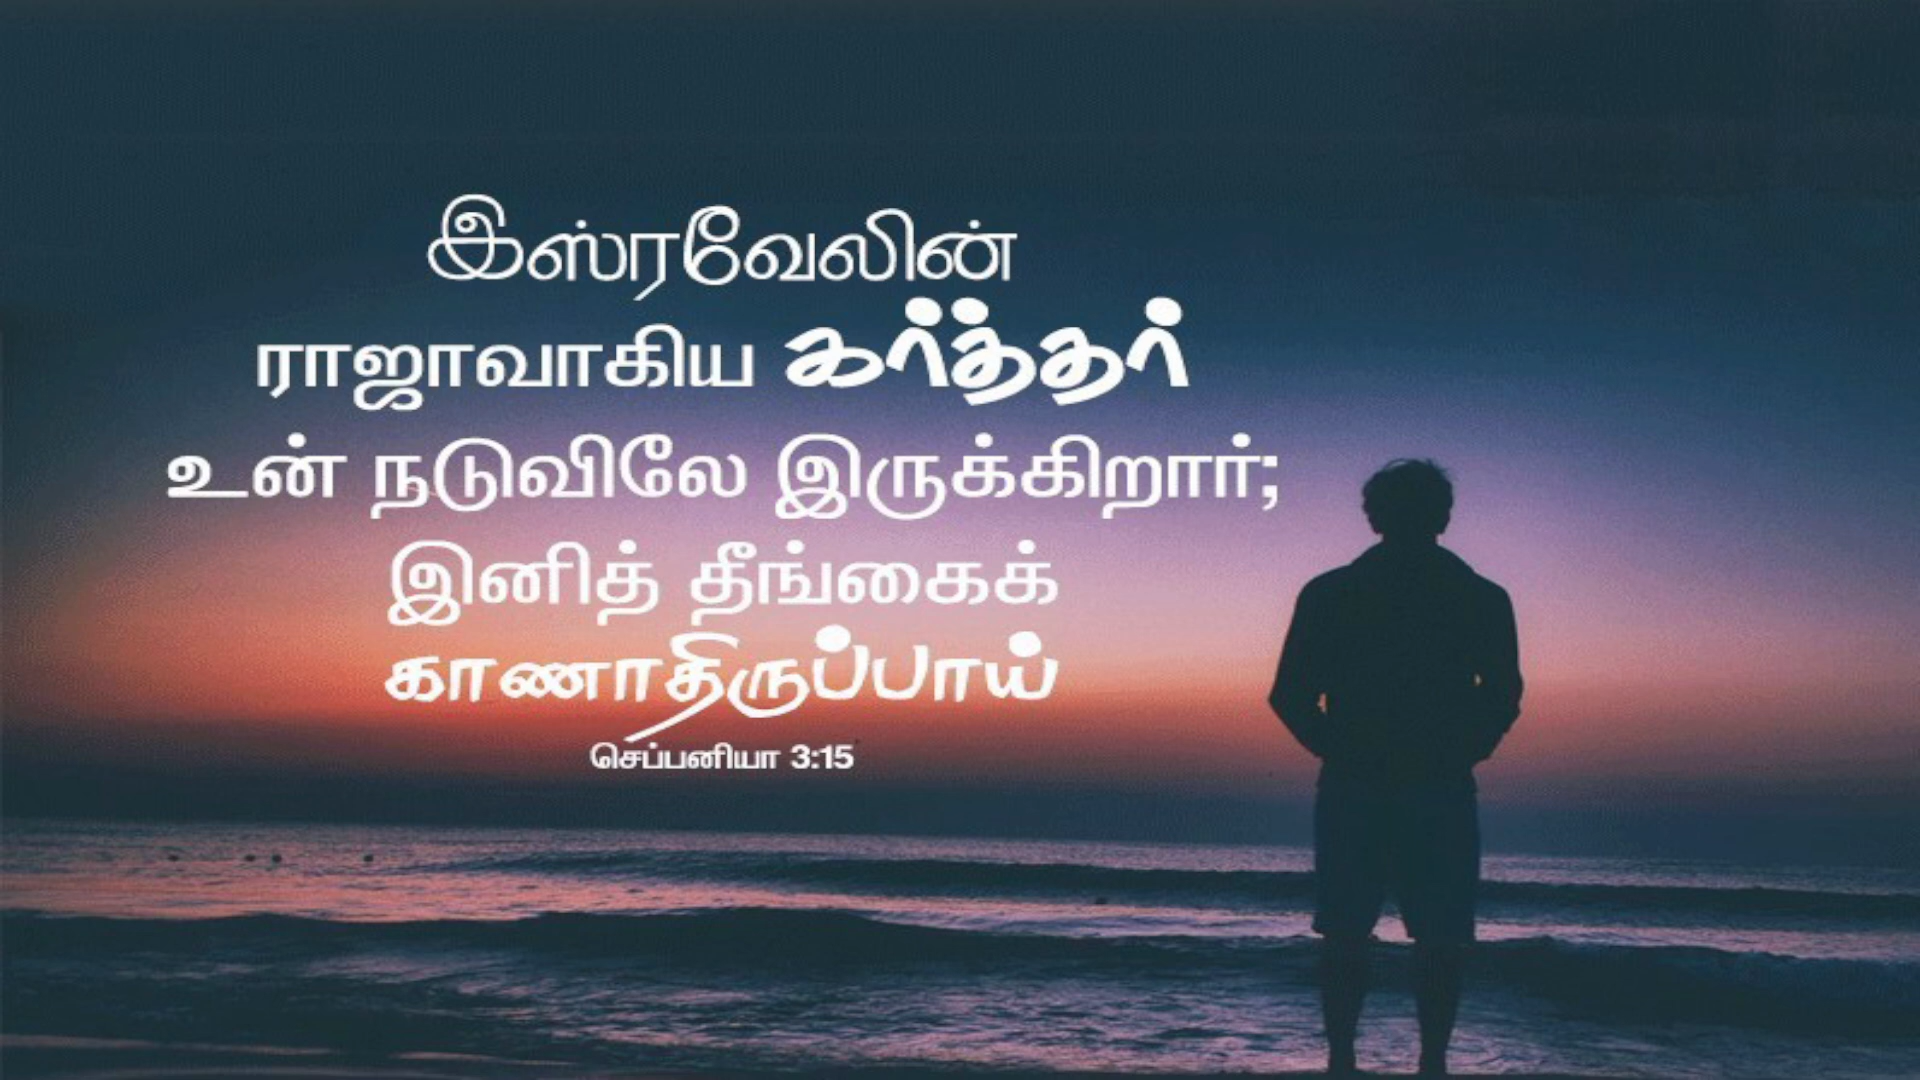 இஸ்ரவேலின்
ராஜாவாகிய கர்த்தர்
உன் நடுவிலே இருக்கிறார்;
இனித் தீங்கைக்
காணாதிருப்பாய்
செப்பனியா 3:15